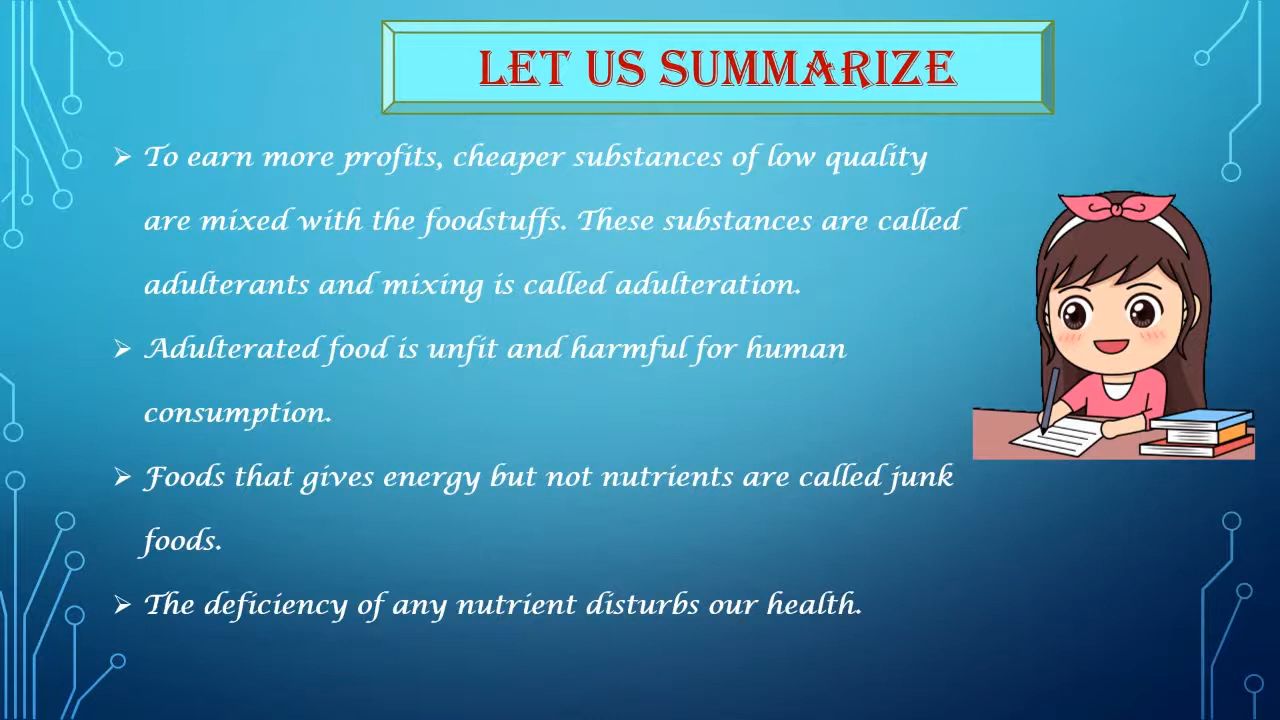 LET US SUMMARIZE
➢ To earn more profits, cheaper substances of low quality
are mixed with the foodstuffs. These substances are called
adulterants and mixing is called adulteration.
➢ Adulterated food is unfit and harmful for human
consumption.
➢ Foods that gives energy but not nutrients are called junk
foods.
➢ The deficiency of any nutrient disturbs our health.